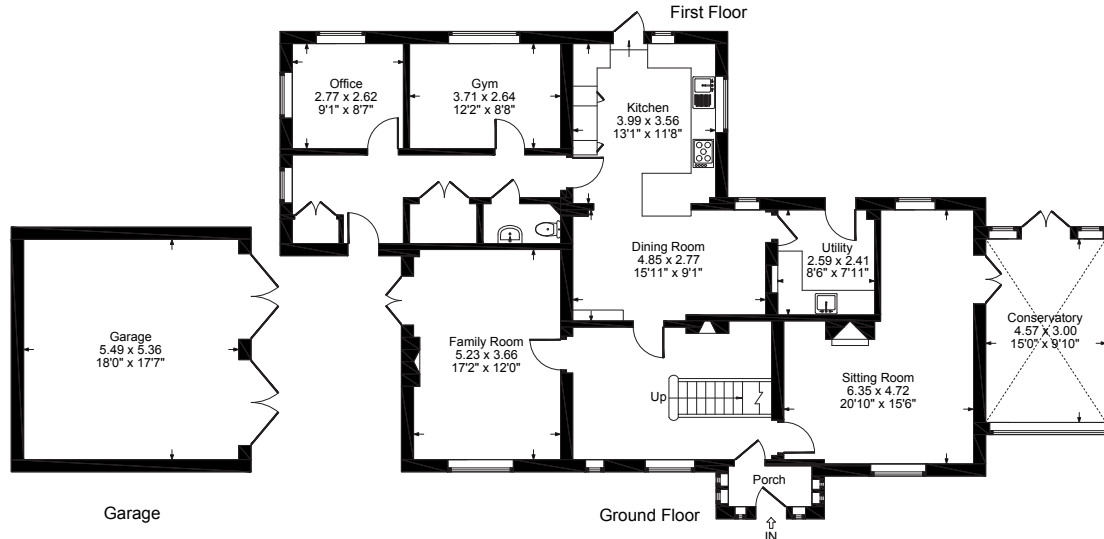 First Floor
Office
2.77 x 2.62
9'1" x 8'7"
Gym
3.71 x 2.64
12'2" x 8'8"
Kitchen
3.99 x 3.56
13'1" x 11'8"
Dining Room
4.85 x 2.77
15'11" x 9'1"
Utility
2.59 x 2.41
8'6" x 7'11"
Conservatory
4.57 x 3.00
15'0" x 9'10"
Garage
5.49 x 5.36
18'0" x 17'7"
Family Room
5.23 x 3.66
17'2" x 12'0"
Up
Sitting Room
6.35 x 4.72
20'10" x 15'6"
Porch
Garage
Ground Floor
IN